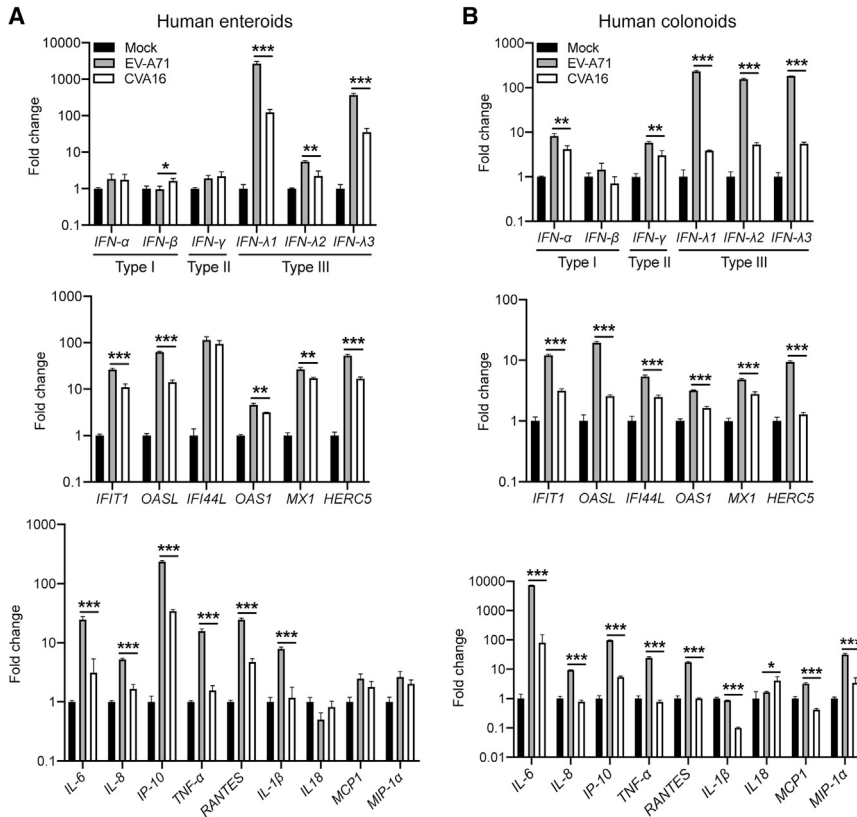 A
Human enteroids
Mock
EV-A71
CVA16
Fold change
10000
1000
100
10
1
0.1
*** ** *** *
IFN-α IFN-β IFN-γ IFN-λ1 IFN-λ2 IFN-λ3
Type I Type II Type III
Fold change
1000
100
10
1
0.1
*** *** ** ** ***
IFIT1 OASL IFI44L OAS1 MX1 HERC5
Fold change
1000
100
10
1
0.1
*** *** *** *** *** ***
IL-6 IL-8 IP-10 TNF-α RANTES IL-1β IL18 MCP1 MIP-1α
B
Human colonoids
Mock
EV-A71
CVA16
Fold change
1000
100
10
1
0.1
** ** *** *** ***
IFN-α IFN-β IFN-γ IFN-λ1 IFN-λ2 IFN-λ3
Type I Type II Type III
Fold change
100
10
1
0.1
*** *** *** *** *** ***
IFIT1 OASL IFI44L OAS1 MX1 HERC5
Fold change
10000
1000
100
10
1
0.1
0.01
*** *** *** *** *** *** * *** ***
IL-6 IL-8 IP-10 TNF-α RANTES IL-1β IL18 MCP1 MIP-1α